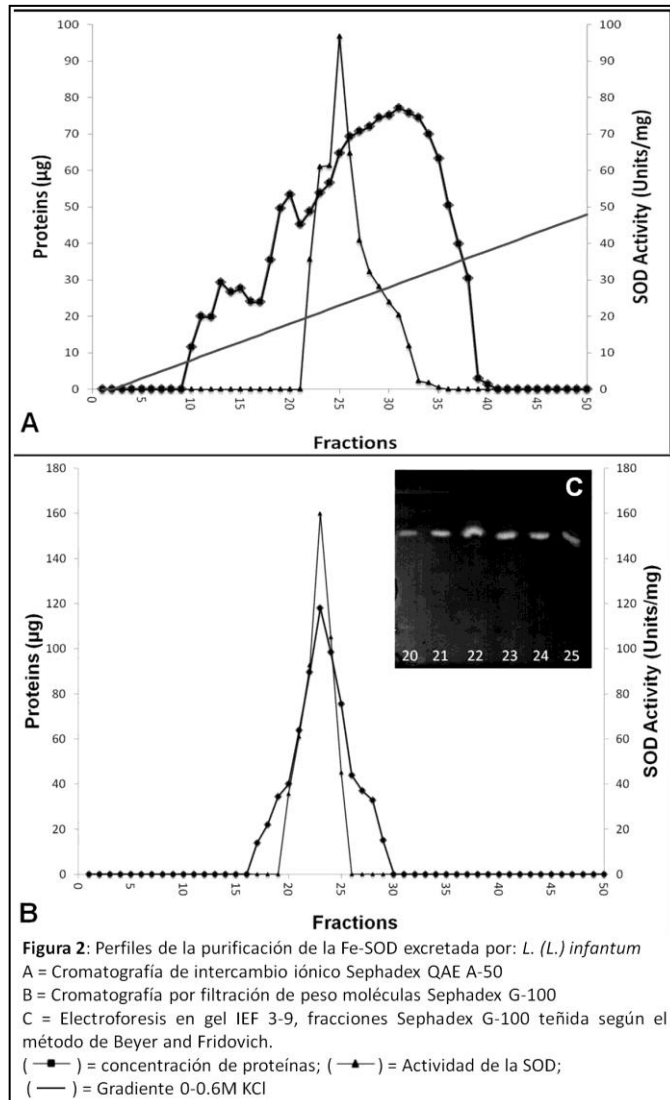 100
90
80
70
60
50
40
30
20
10
0
Proteins (µg)
100
90
80
70
60
50
40
30
20
10
0
SOD Activity (Units/mg)
0 5 10 15 20 25 30 35 40 45 50
Fractions
A
180
160
140
120
100
80
60
40
20
0
Proteins (µg)
180
160
140
120
100
80
60
40
20
0
SOD Activity (Units/mg)
C
20 21 22 23 24 25
0 10 20 30 40 50
Fractions
B
Figura 2: Perfiles de la purificación de la Fe-SOD excretada por: L. (L.) infantum
A = Cromatografía de intercambio iónico Sephadex QAE A-50
B = Cromatografía por filtración de peso moléculas Sephadex G-100
C = Electroforesis en gel IEF 3-9, fracciones Sephadex G-100 teñida según el
método de Beyer and Fridovich.
( ─■─ ) = concentración de proteínas; ( ─▲─ ) = Actividad de la SOD;
( ── ) = Gradiente 0-0.6M KCl